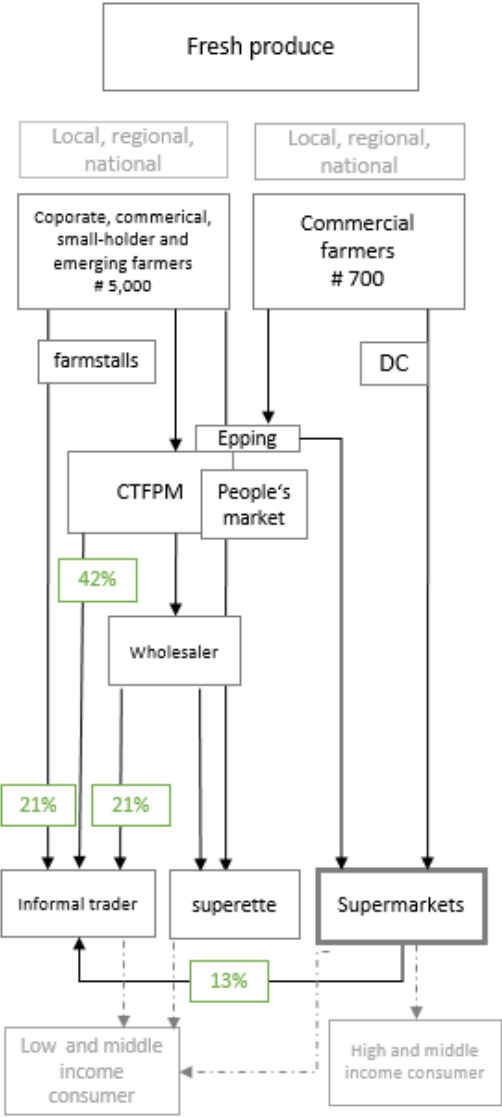 Fresh produce
Local, regional,
national
Local, regional,
national
Coporate, commerical,
small-holder and
emerging farmers
# 5,000
Commercial
farmers
# 700
farmstalls
DC
Epping
CTFPM
People's
market
42%
Wholesaler
21%
21%
Informal trader
superette
Supermarkets
13%
Low and middle
income
consumer
High and middle
income consumer